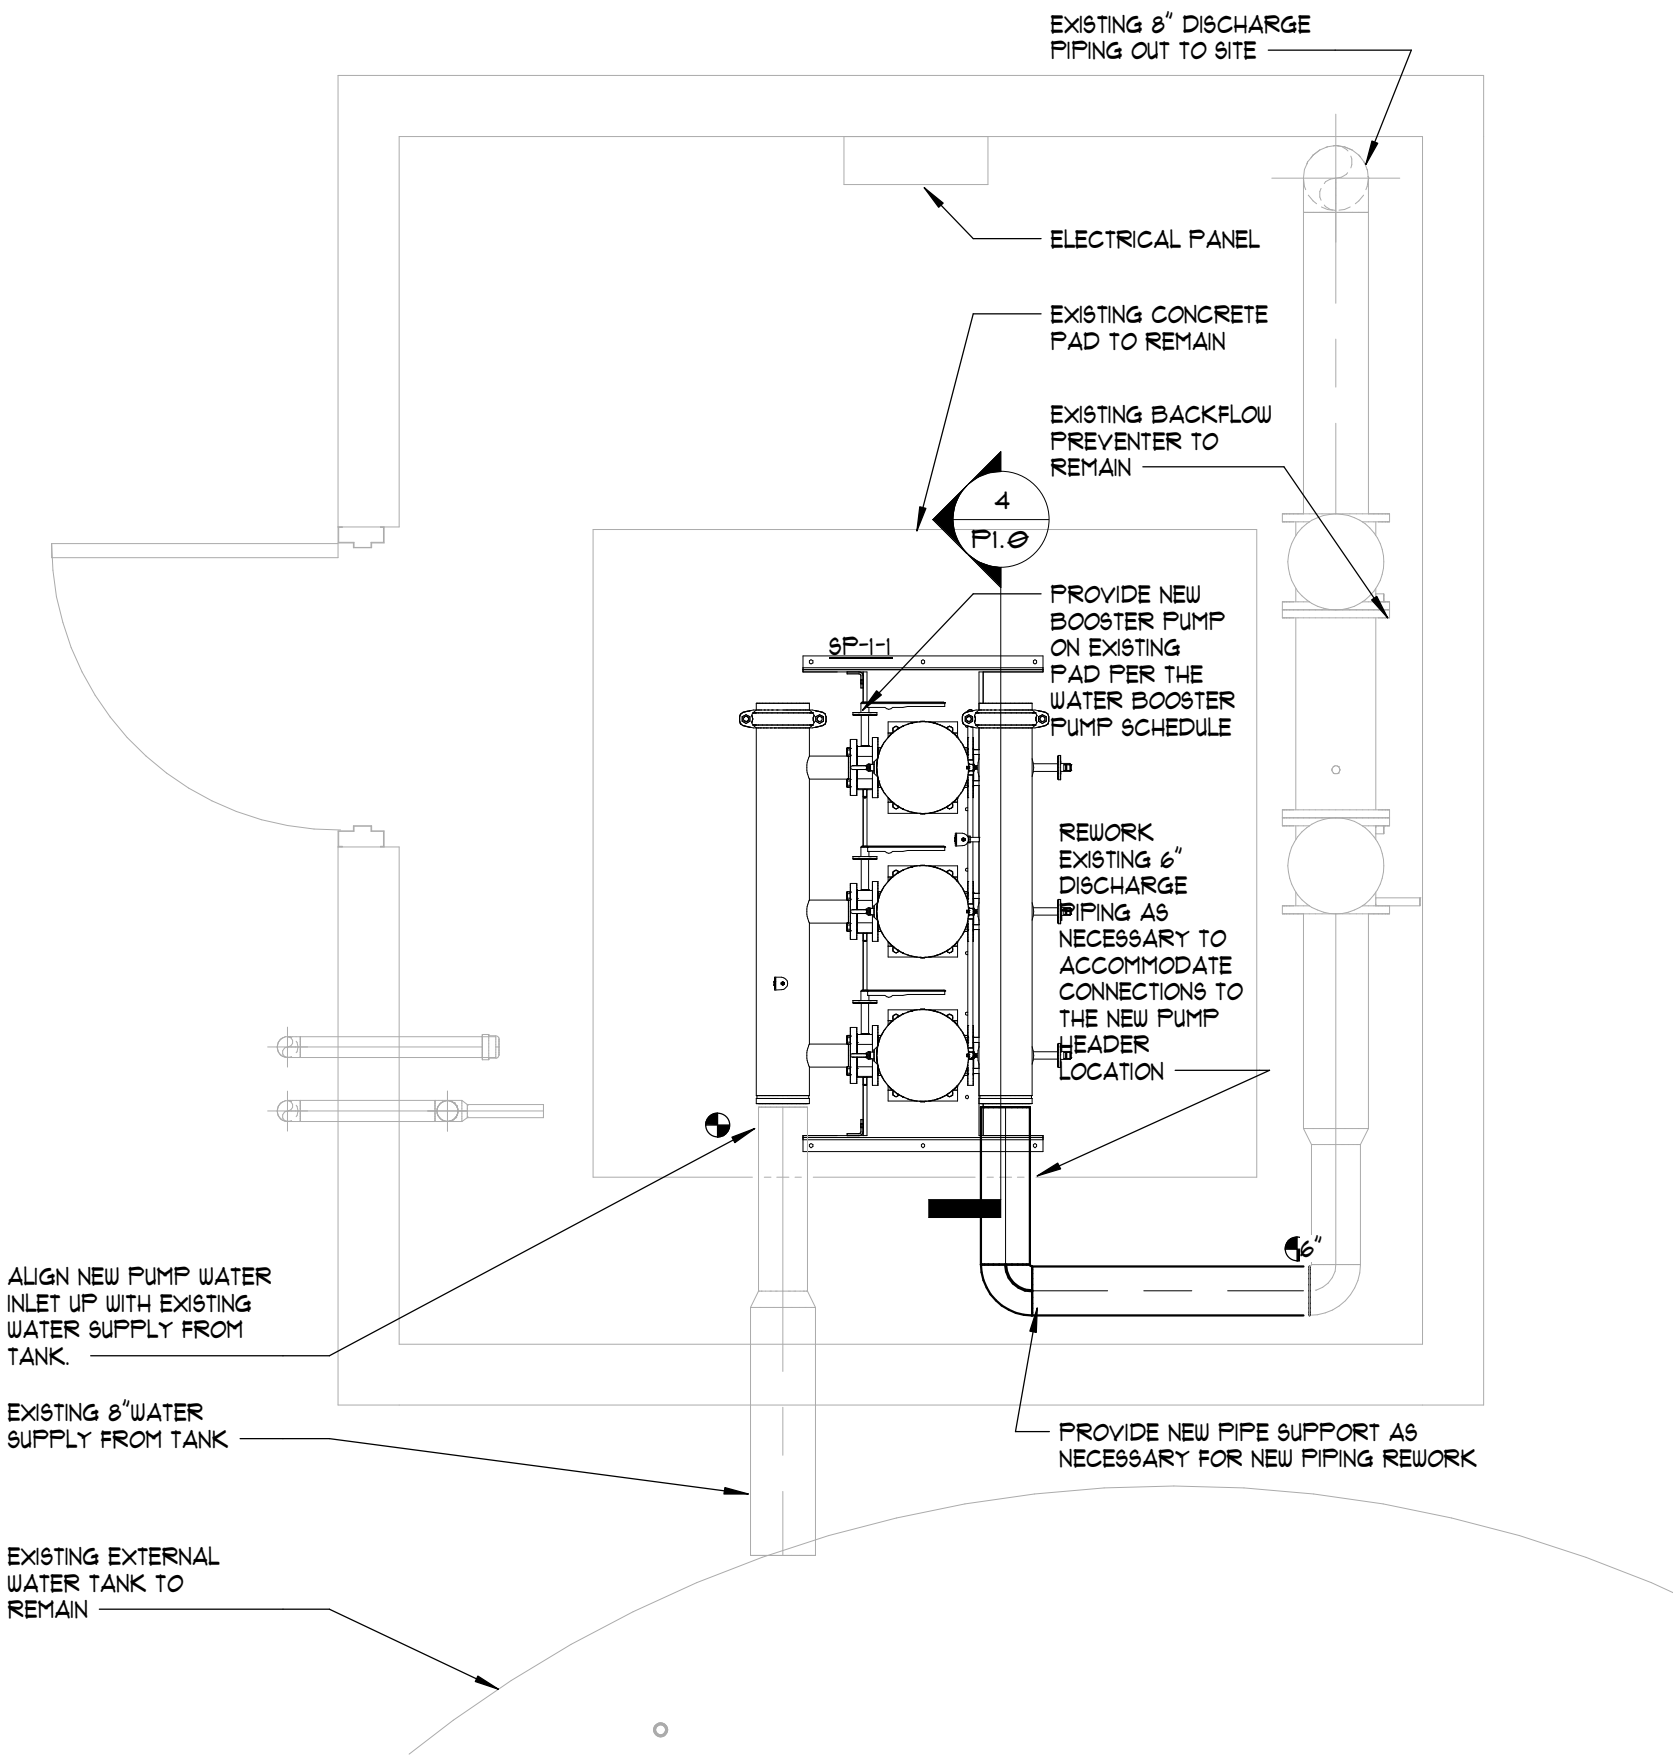 EXISTING 8" DISCHARGE
PIPING OUT TO SITE
ELECTRICAL PANEL
EXISTING CONCRETE
PAD TO REMAIN
EXISTING BACKFLOW
PREVENTER TO
REMAIN
4
P1.0
PROVIDE NEW
BOOSTER PUMP
ON EXISTING
PAD PER THE
WATER BOOSTER
PUMP SCHEDULE
SP-1-1
REWORK
EXISTING 6"
DISCHARGE
PIPING AS
NECESSARY TO
ACCOMMODATE
CONNECTIONS TO
THE NEW PUMP
HEADER
LOCATION
6"
ALIGN NEW PUMP WATER
INLET UP WITH EXISTING
WATER SUPPLY FROM
TANK.
EXISTING 8"WATER
SUPPLY FROM TANK
PROVIDE NEW PIPE SUPPORT AS
NECESSARY FOR NEW PIPING REWORK
EXISTING EXTERNAL
WATER TANK TO
REMAIN